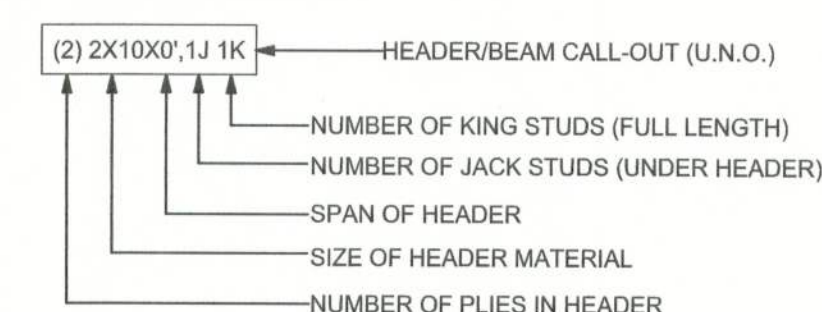 (2) 2X10X0',1J 1K HEADER/BEAM CALL-OUT (U.N.O.)
NUMBER OF KING STUDS (FULL LENGTH)
NUMBER OF JACK STUDS (UNDER HEADER)
SPAN OF HEADER
SIZE OF HEADER MATERIAL
NUMBER OF PLIES IN HEADER